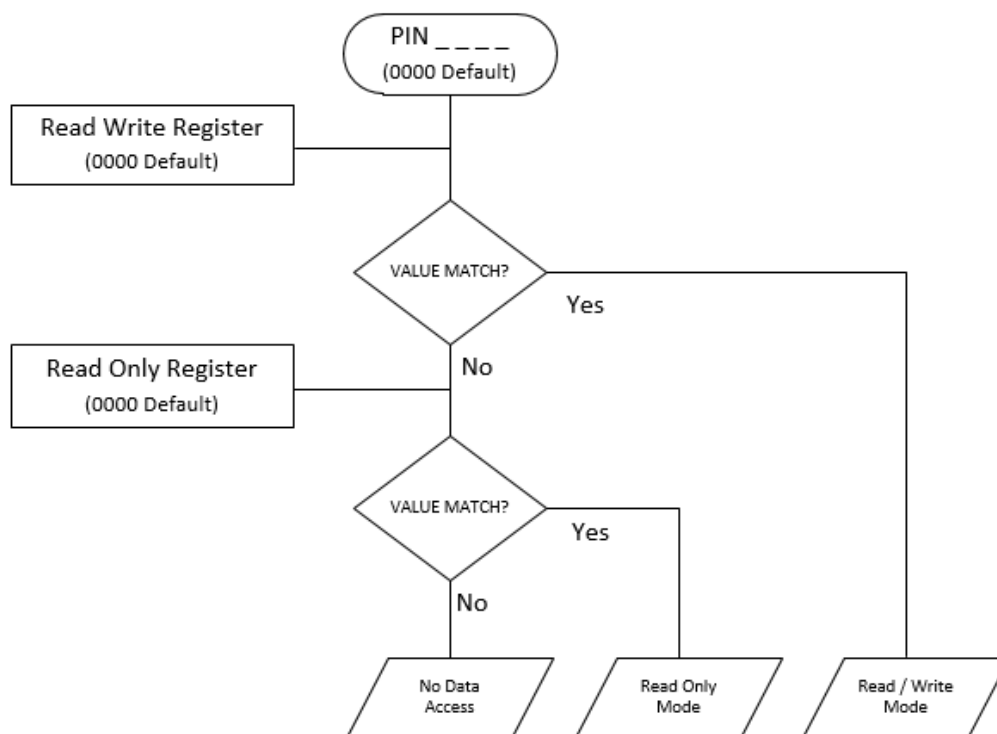 PIN _ _ _ _
(0000 Default)
Read Write Register
(0000 Default)
VALUE MATCH?
Yes
No
Read Only Register
(0000 Default)
VALUE MATCH?
Yes
No
No Data
Access
Read Only
Mode
Read / Write
Mode